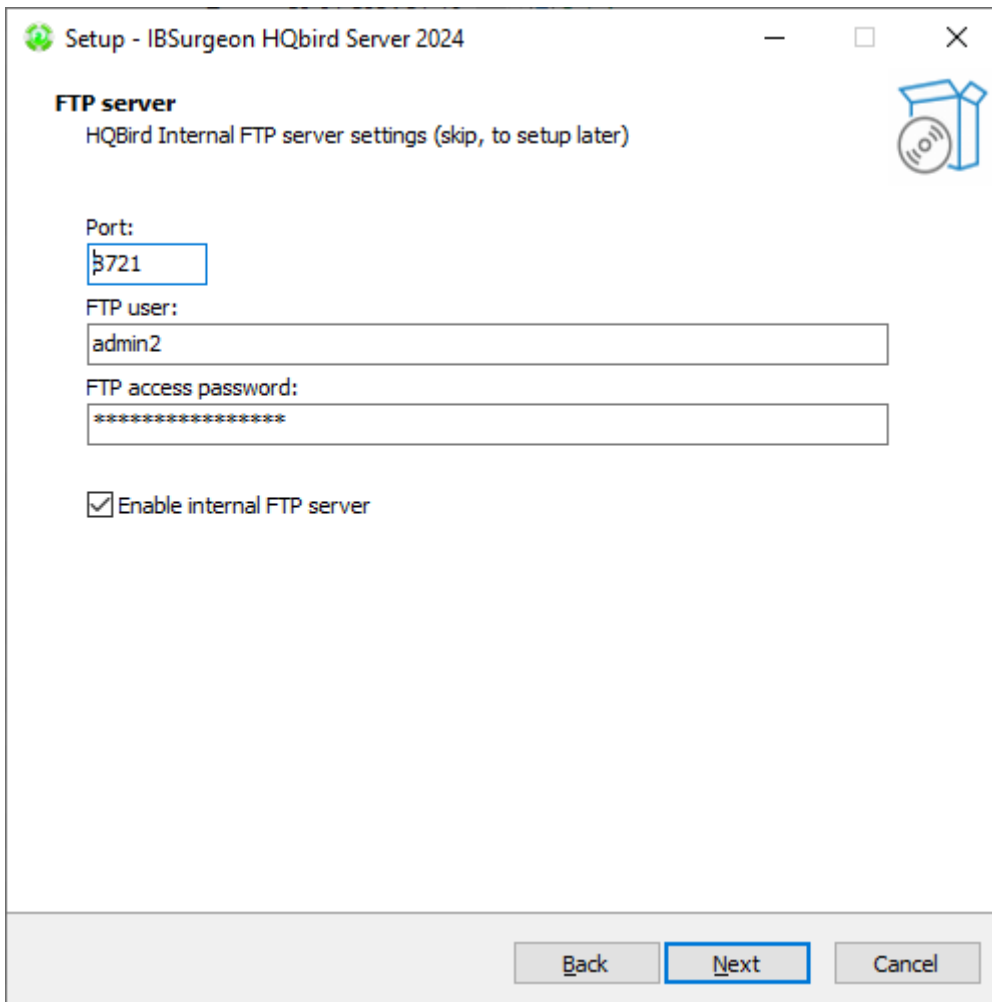 Setup - IBSurgeon HQbird Server 2024
FTP server
HQBird Internal FTP server settings (skip, to setup later)
Port:
3721
FTP user:
admin2
FTP access password:
****************
Enable internal FTP server
Back Next Cancel